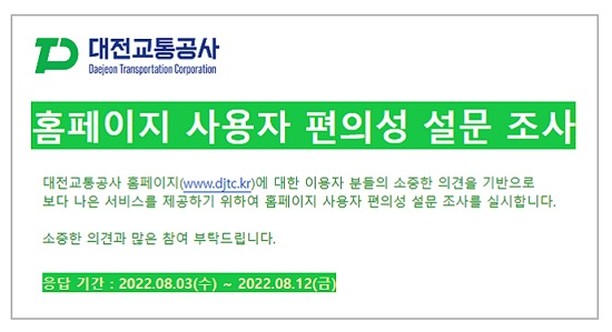 대전교통공사
Daejeon Transportation Corporation
홈페이지 사용자 편의성 설문 조사
대전교통공사 홈페이지(www.djtc.kr)에 대한 이용자 분들의 소중한 의견을 기반으로
보다 나은 서비스를 제공하기 위하여 홈페이지 사용자 편의성 설문 조사를 실시합니다.
소중한 의견과 많은 참여 부탁드립니다.
응답 기간 : 2022.08.03(수) ~ 2022.08.12(금)